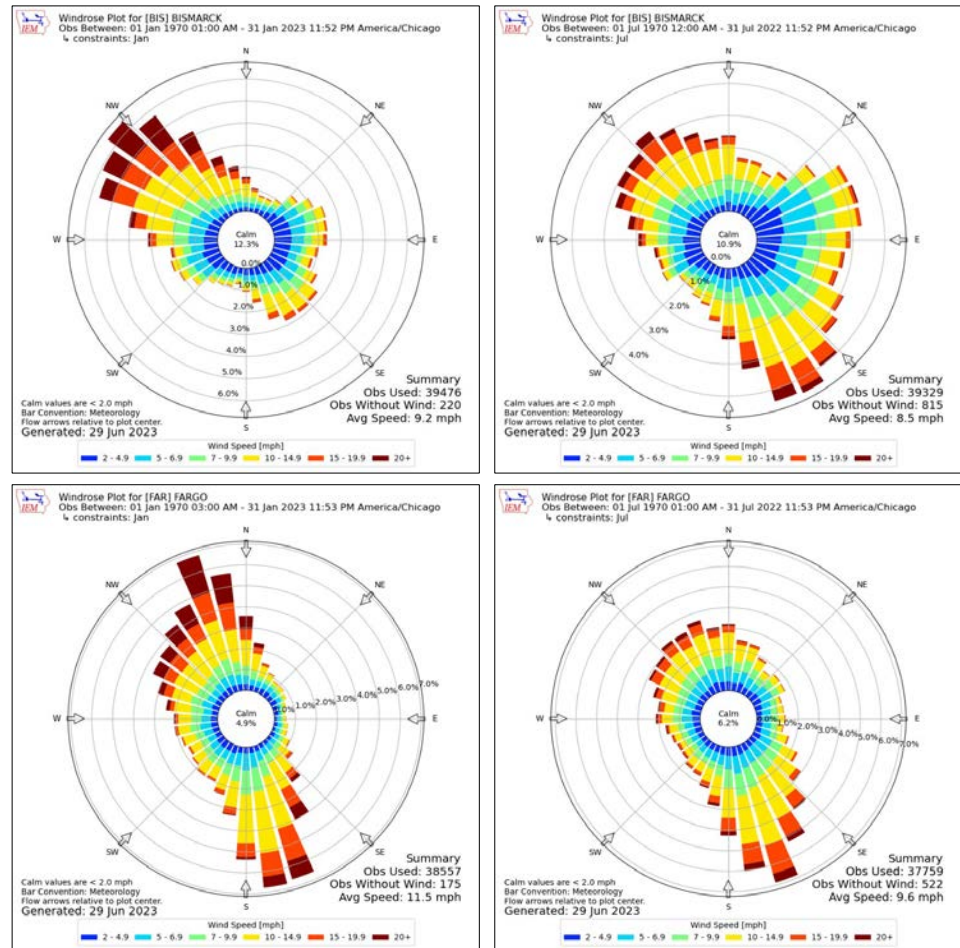 IEM
Windrose Plot for [BIS] BISMARCK
Obs Between: 01 Jan 1970 01:00 AM - 31 Jan 2023 11:52 PM America/Chicago
↳ constraints: Jan
N
NW
NE
W
E
Calm
12.3%
0.0%
1.0%
2.0%
3.0%
4.0%
5.0%
6.0%
SW
SE
S
Summary
Obs Used: 39476
Obs Without Wind: 220
Avg Speed: 9.2 mph
Calm values are < 2.0 mph
Bar Convention: Meteorology
Flow arrows relative to plot center.
Generated: 29 Jun 2023
Wind Speed [mph]
2 - 4.9 5 - 6.9 7 - 9.9 10 - 14.9 15 - 19.9 20+
IEM
Windrose Plot for [BIS] BISMARCK
Obs Between: 01 Jul 1970 12:00 AM - 31 Jul 2022 11:52 PM America/Chicago
↳ constraints: Jul
N
NW
NE
W
E
Calm
10.9%
0.0%
1.0%
2.0%
3.0%
4.0%
SW
SE
S
Summary
Obs Used: 39329
Obs Without Wind: 815
Avg Speed: 8.5 mph
Calm values are < 2.0 mph
Bar Convention: Meteorology
Flow arrows relative to plot center.
Generated: 29 Jun 2023
Wind Speed [mph]
2 - 4.9 5 - 6.9 7 - 9.9 10 - 14.9 15 - 19.9 20+
IEM
Windrose Plot for [FAR] FARGO
Obs Between: 01 Jan 1970 03:00 AM - 31 Jan 2023 11:53 PM America/Chicago
↳ constraints: Jan
N
NW
NE
W
E
Calm
4.9%
0.0% 1.0% 2.0% 3.0% 4.0% 5.0% 6.0% 7.0%
SW
SE
S
Summary
Obs Used: 38557
Obs Without Wind: 175
Avg Speed: 11.5 mph
Calm values are < 2.0 mph
Bar Convention: Meteorology
Flow arrows relative to plot center.
Generated: 29 Jun 2023
Wind Speed [mph]
2 - 4.9 5 - 6.9 7 - 9.9 10 - 14.9 15 - 19.9 20+
IEM
Windrose Plot for [FAR] FARGO
Obs Between: 01 Jul 1970 01:00 AM - 31 Jul 2022 11:53 PM America/Chicago
↳ constraints: Jul
N
NW
NE
W
E
Calm
6.2%
0.0% 1.0% 2.0% 3.0% 4.0% 5.0% 6.0% 7.0%
SW
SE
S
Summary
Obs Used: 37759
Obs Without Wind: 522
Avg Speed: 9.6 mph
Calm values are < 2.0 mph
Bar Convention: Meteorology
Flow arrows relative to plot center.
Generated: 29 Jun 2023
Wind Speed [mph]
2 - 4.9 5 - 6.9 7 - 9.9 10 - 14.9 15 - 19.9 20+